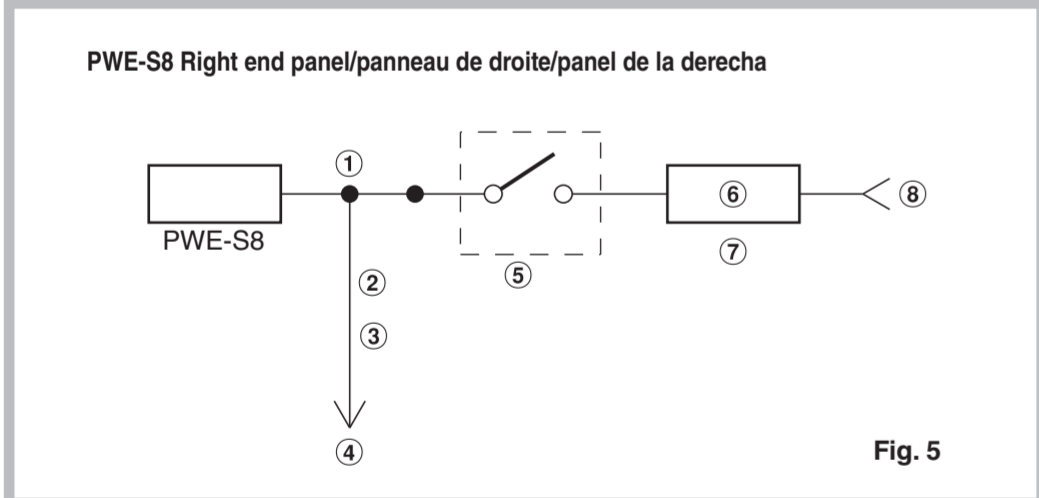 PWE-S8 Right end panel/panneau de droite/panel de la derecha
①
⑥
⑧
PWE-S8
⑦
⑤
②
③
④
Fig. 5